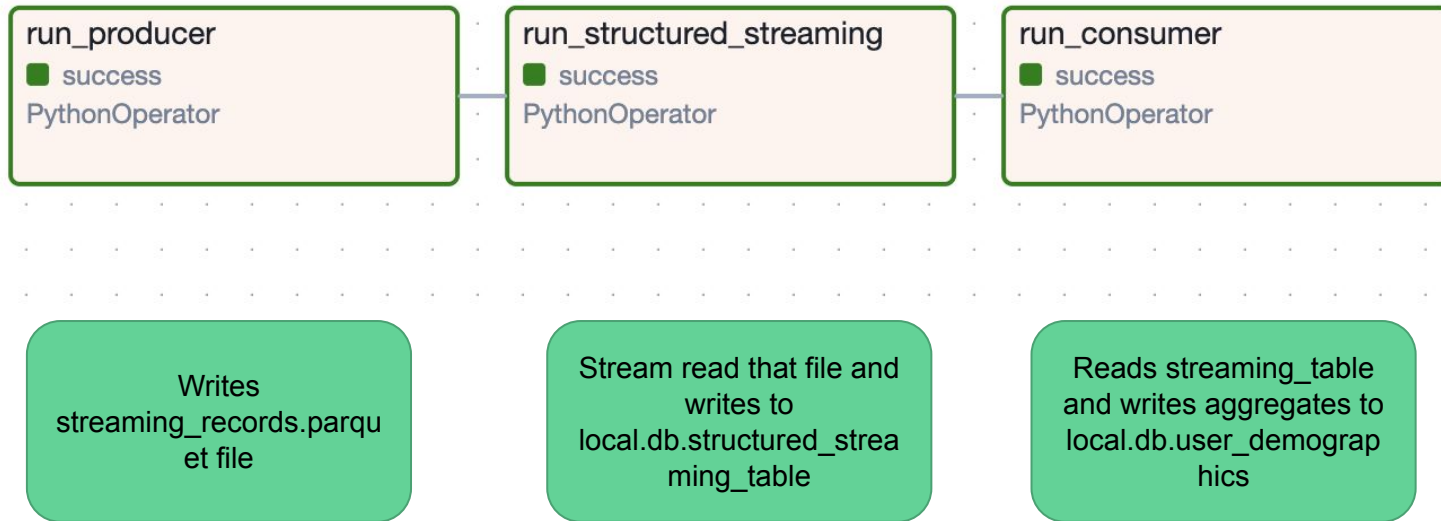 run_producer
success
PythonOperator
run_structured_streaming
success
PythonOperator
run_consumer
success
PythonOperator
Writes
streaming_records.parqu
et file
Stream read that file and
writes to
local.db.structured_strea
ming_table
Reads streaming_table
and writes aggregates to
local.db.user_demograp
hics